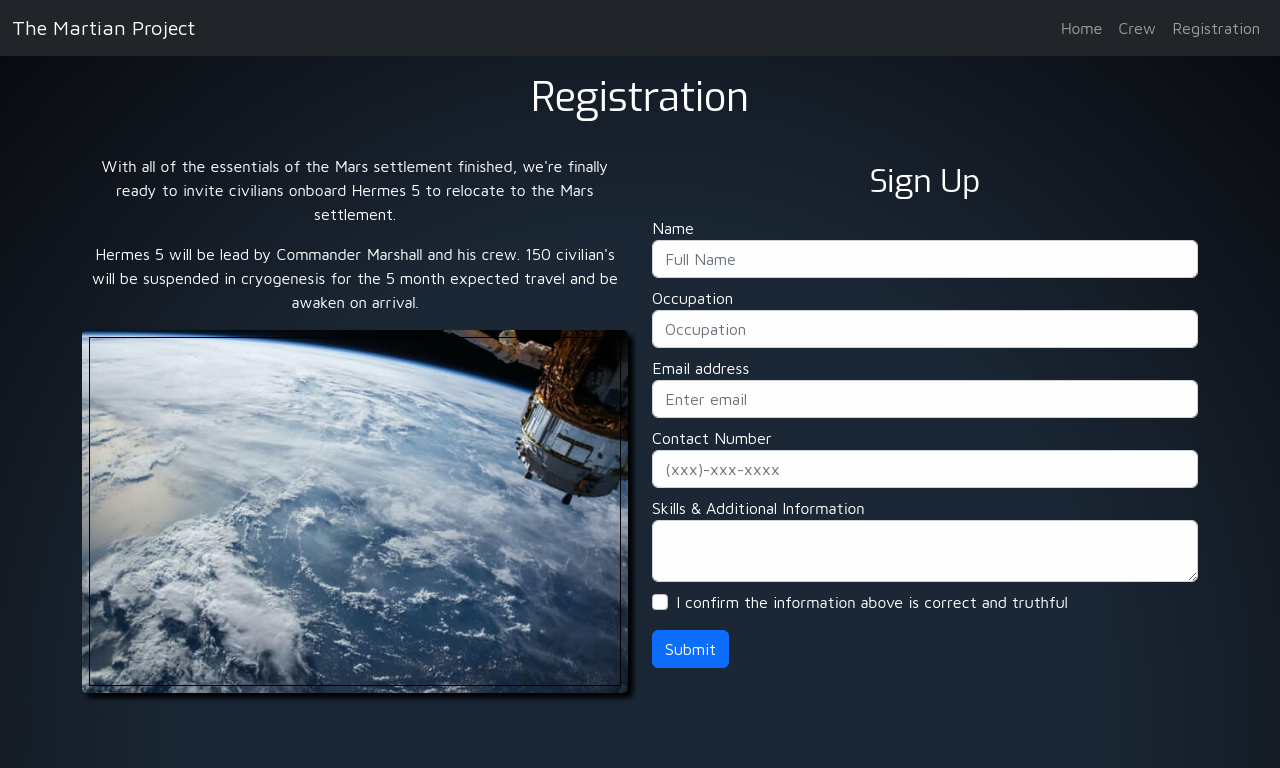 The Martian Project
Home
Crew
Registration
Registration
With all of the essentials of the Mars settlement finished, we're finally
ready to invite civilians onboard Hermes 5 to relocate to the Mars
settlement.
Hermes 5 will be lead by Commander Marshall and his crew. 150 civilian's
will be suspended in cryogenesis for the 5 month expected travel and be
awaken on arrival.
Sign Up
Name
Full Name
Occupation
Occupation
Email address
Enter email
Contact Number
(xxx)-xxx-xxxx
Skills & Additional Information
I confirm the information above is correct and truthful
Submit